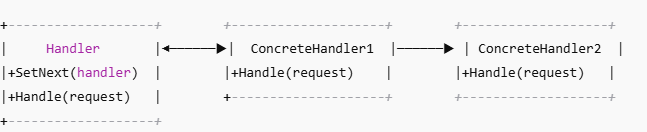 +-------------------+        +--------------------+        +-------------------+
|     Handler       |◄──────►|  ConcreteHandler1  |──────► | ConcreteHandler2  |
|+SetNext(handler)  |        |+Handle(request)    |        |+Handle(request)   |
|+Handle(request)   |        +--------------------+        +-------------------+
+-------------------+